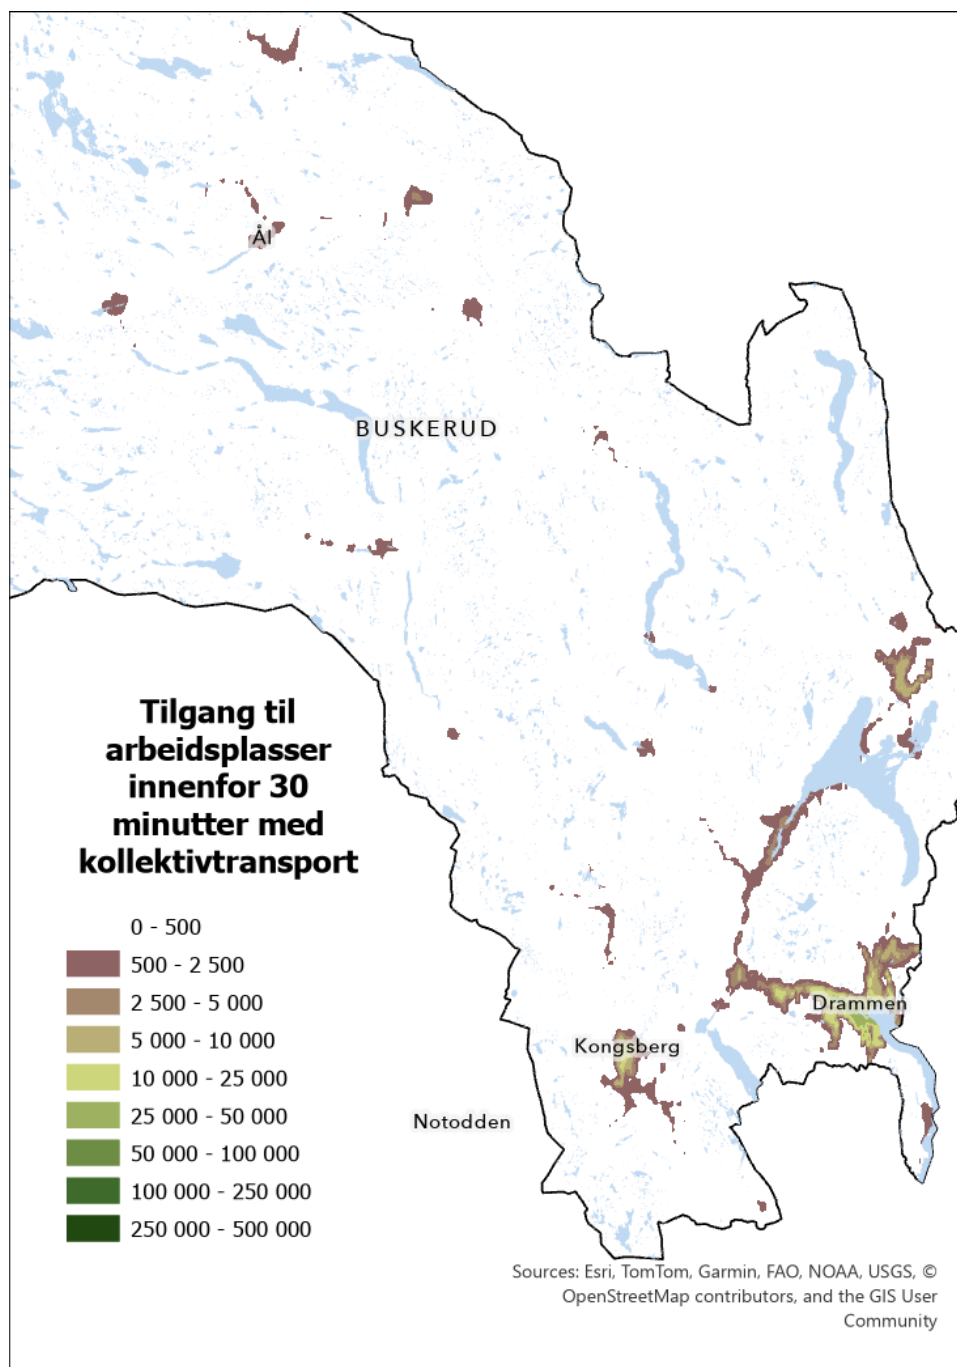 Ål
BUSKERUD
Tilgang til
arbeidsplasser
innenfor 30
minutter med
kollektivtransport
0 - 500
500 - 2 500
2 500 - 5 000
5 000 - 10 000
10 000 - 25 000
25 000 - 50 000
50 000 - 100 000
100 000 - 250 000
250 000 - 500 000
Drammen
Kongsberg
Notodden
Sources: Esri, TomTom, Garmin, FAO, NOAA, USGS, ©
OpenStreetMap contributors, and the GIS User
Community